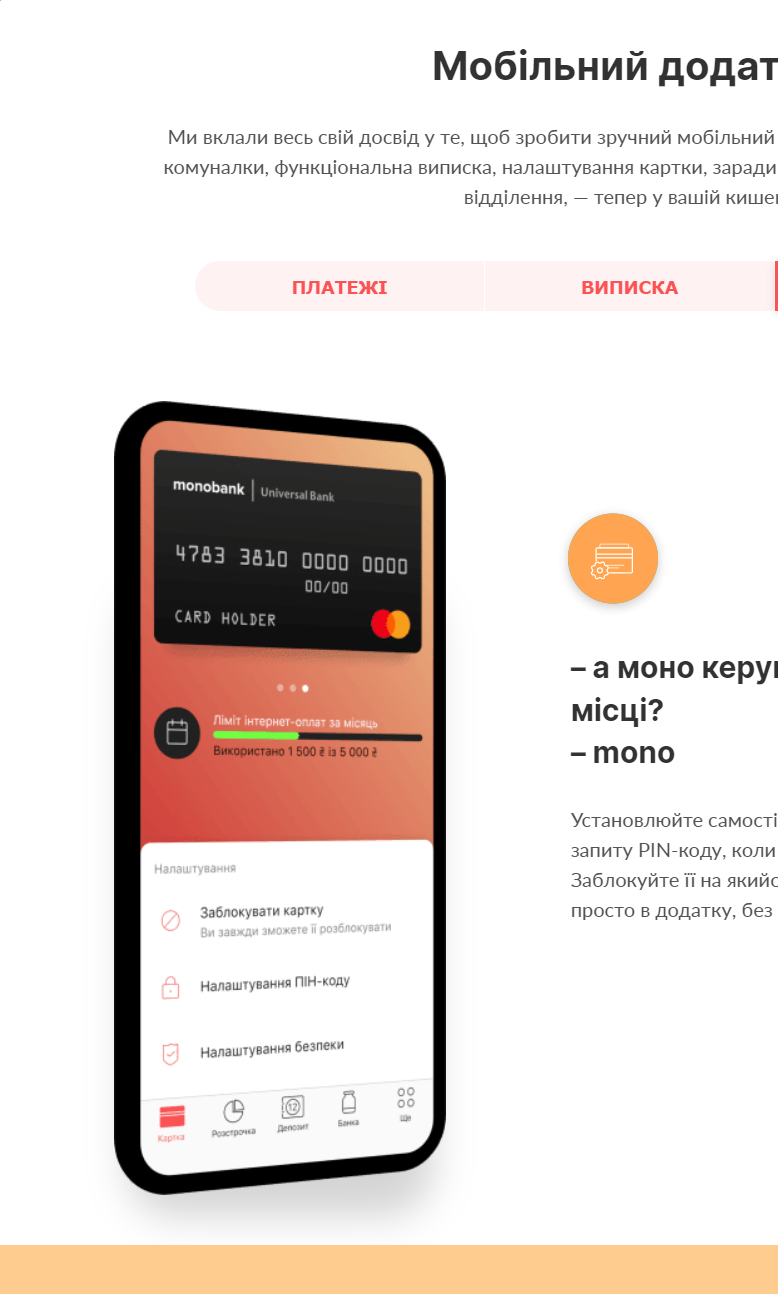 Мобільний додат
Ми вклали весь свій досвід у те, щоб зробити зручний мобільний
комуналки, функціональна виписка, налаштування картки, заради
відділення, — тепер у вашій кишен
ПЛАТЕЖІ
ВИПИСКА
monobank | Universal Bank
4783 3810 0000 0000
00/00
CARD HOLDER
Ліміт інтернет-оплат за місяць
Використано 1 500 ₴ із 5 000 ₴
Налаштування
Заблокувати картку
Ви завжди зможете її розблокувати
Налаштування ПІН-коду
Налаштування безпеки
Картка
Розстрочка
12
Депозит
Банка
Ще
– а моно керу
місці?
– mono
Установлюйте самості
запиту PIN-коду, коли
Заблокуйте її на якийс
просто в додатку, без